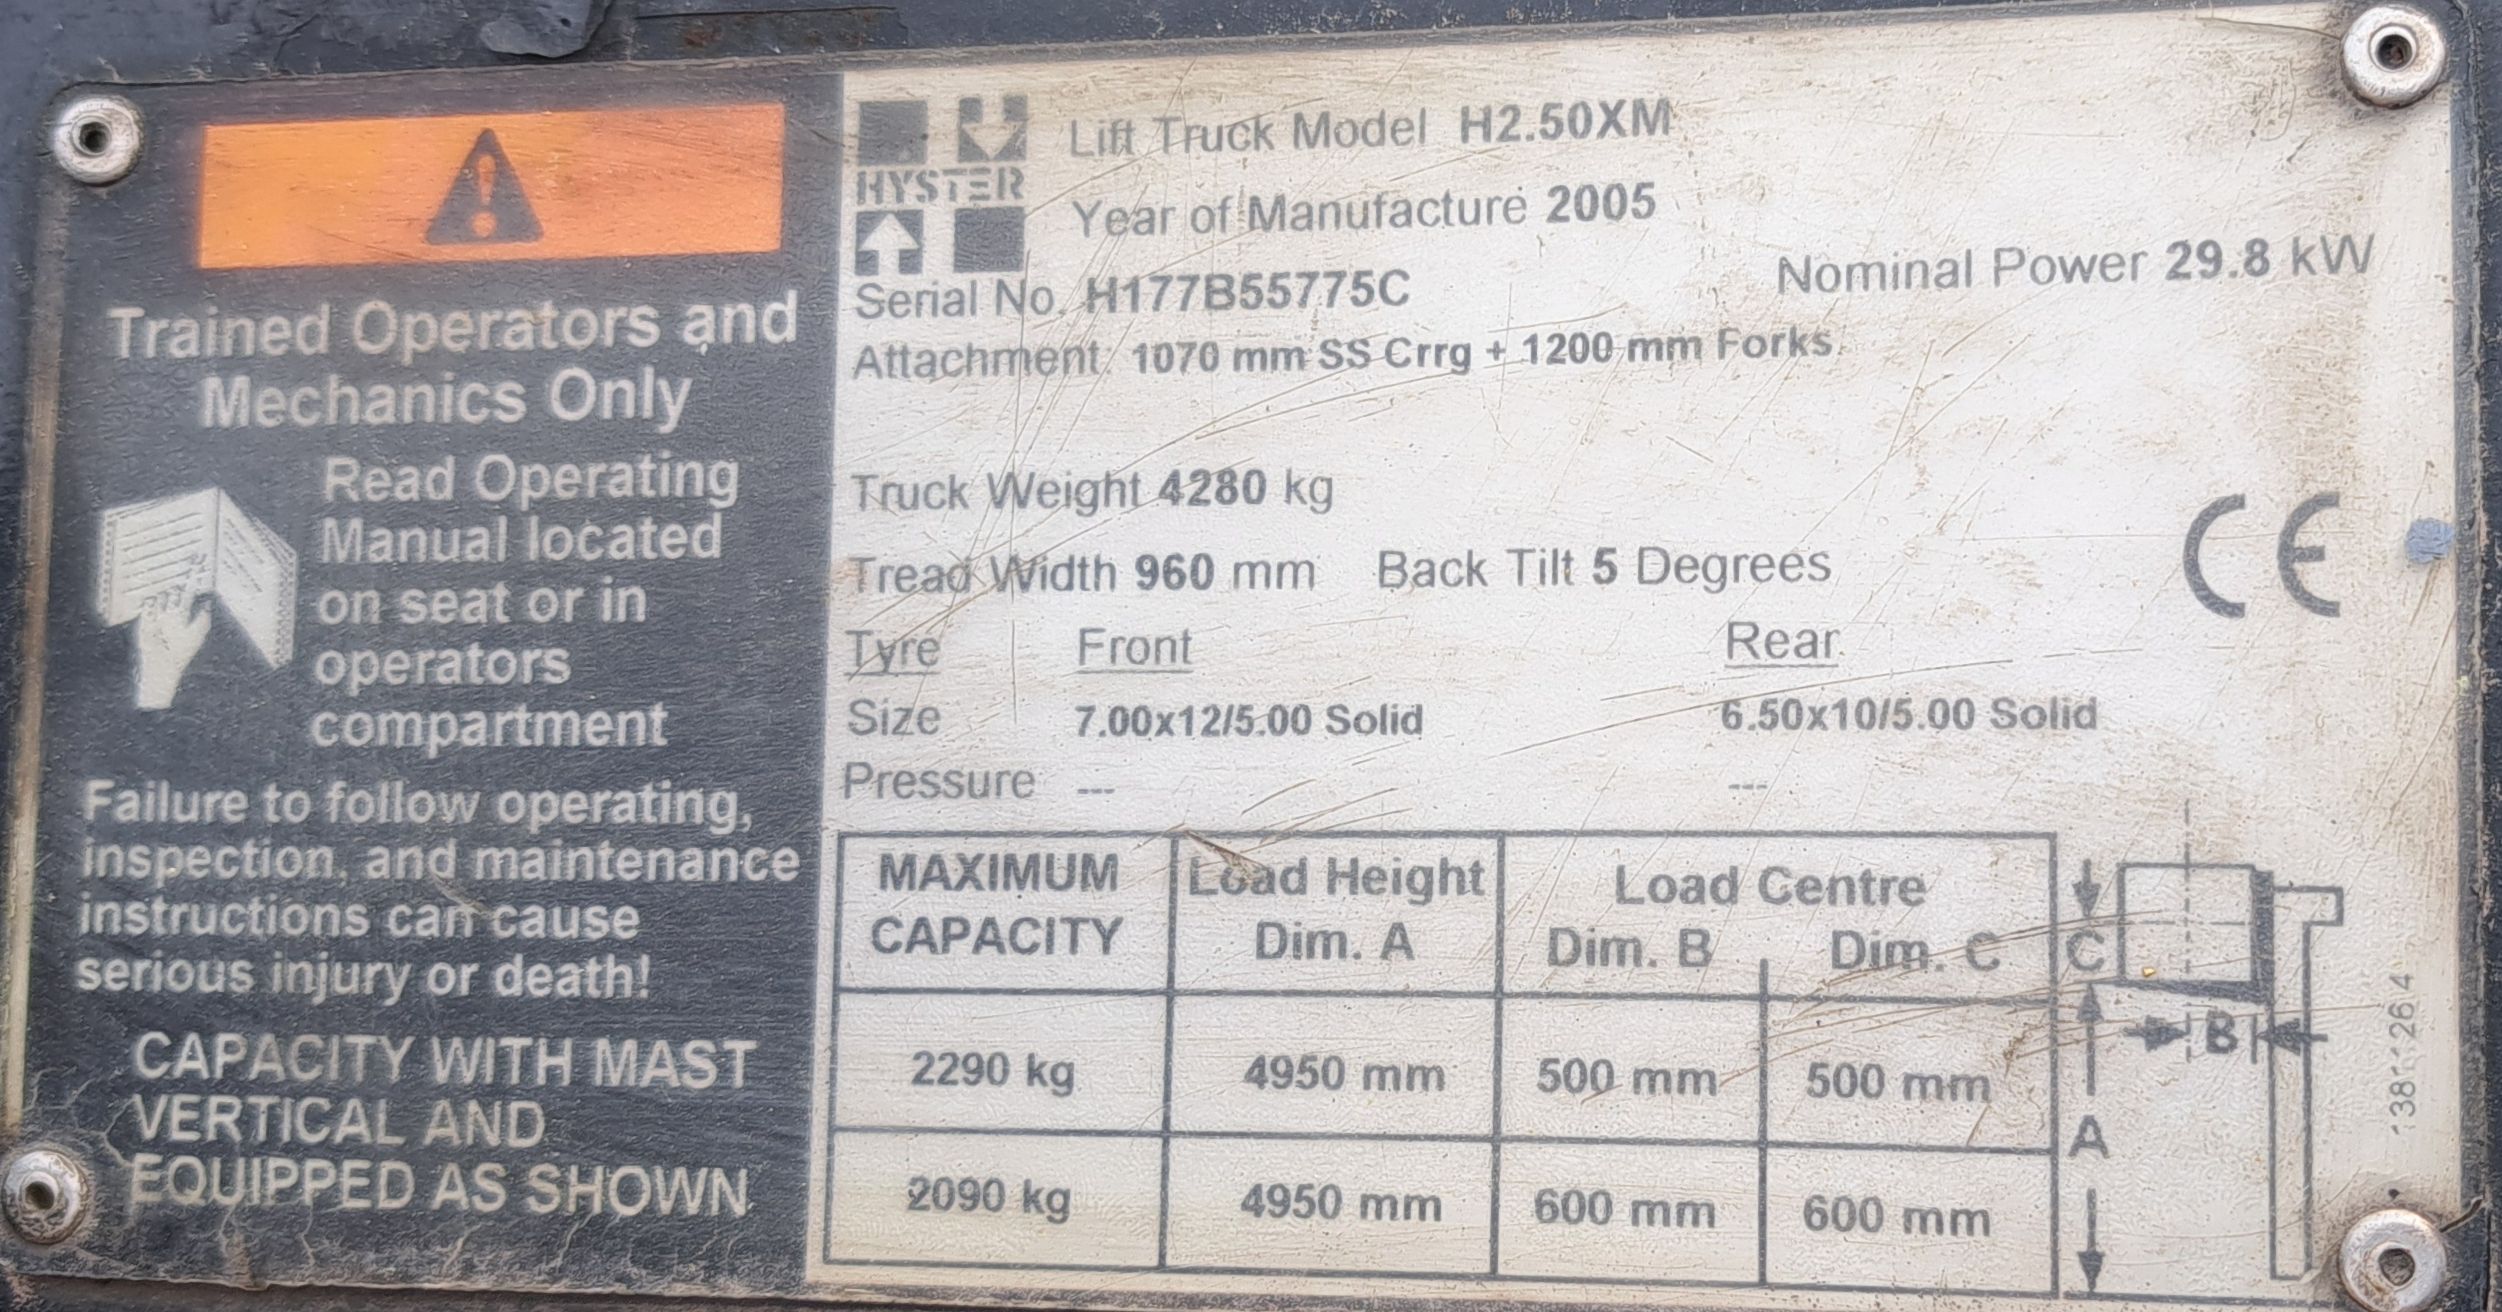 Trained Operators and
Mechanics Only
Read Operating
Manual located
on seat or in
operators
compartment
Failure to follow operating,
inspection, and maintenance
instructions can cause
serious injury or death!
CAPACITY WITH MAST
VERTICAL AND
EQUIPPED AS SHOWN
HYSTER
Lift Truck Model H2.50XM
Year of Manufacture 2005
Serial No. H177B55775C Nominal Power 29.8 kW
Attachment: 1070 mm SS Crrg + 1200 mm Forks
Truck Weight 4280 kg
Tread Width 960 mm Back Tilt 5 Degrees
CE
Tyre Front Rear
Size 7.00x12/5.00 Solid 6.50x10/5.00 Solid
Pressure --- ---
MAXIMUM Load Height Load Centre
CAPACITY Dim. A Dim. B Dim. C
2290 kg 4950 mm 500 mm 500 mm
2090 kg 4950 mm 600 mm 600 mm
C
B
A